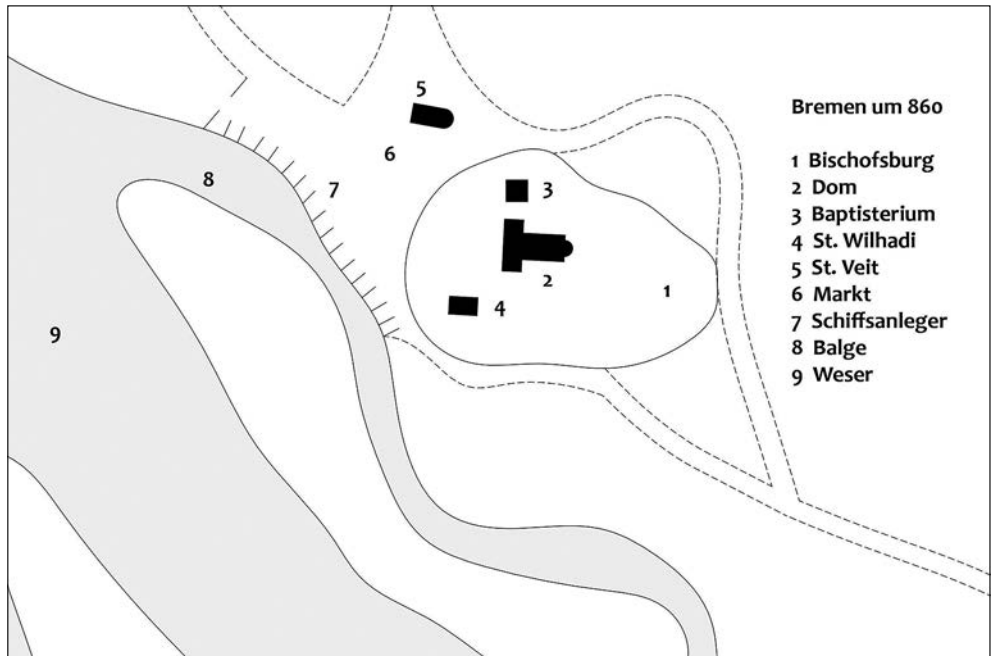 Bremen um 860
1 Bischofsburg
2 Dom
3 Baptisterium
4 St. Wilhadi
5 St. Veit
6 Markt
7 Schiffsanleger
8 Balge
9 Weser
5
6
3
8
7
2
1
4
9